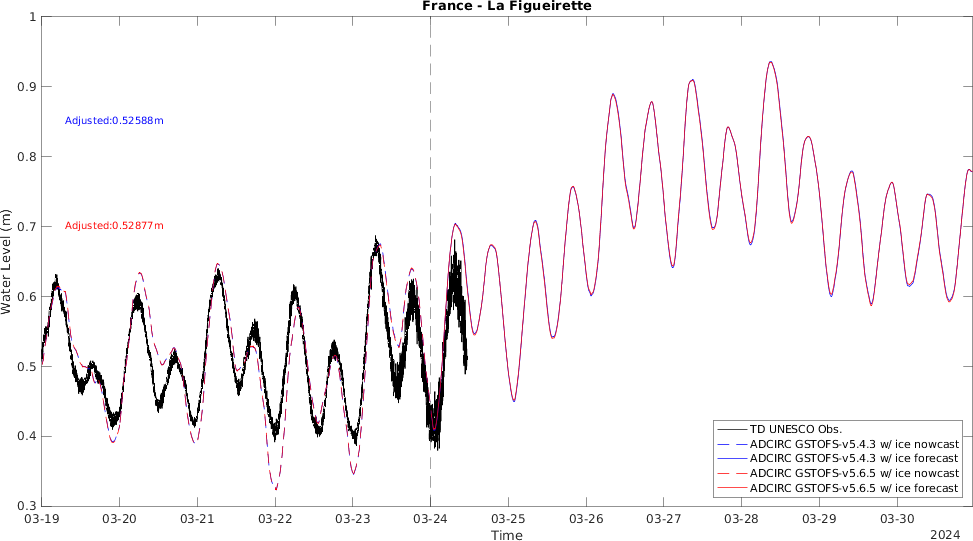 France - La Figueirette
1
0.9
0.8
0.7
0.6
0.5
0.4
0.3
Water Level (m)
Adjusted:0.52588m
Adjusted:0.52877m
TD UNESCO Obs.
ADCIRC GSTOFS-v5.4.3 w/ ice nowcast
ADCIRC GSTOFS-v5.4.3 w/ ice forecast
ADCIRC GSTOFS-v5.6.5 w/ ice nowcast
ADCIRC GSTOFS-v5.6.5 w/ ice forecast
03-19 03-20 03-21 03-22 03-23 03-24 03-25 03-26 03-27 03-28 03-29 03-30
Time
2024